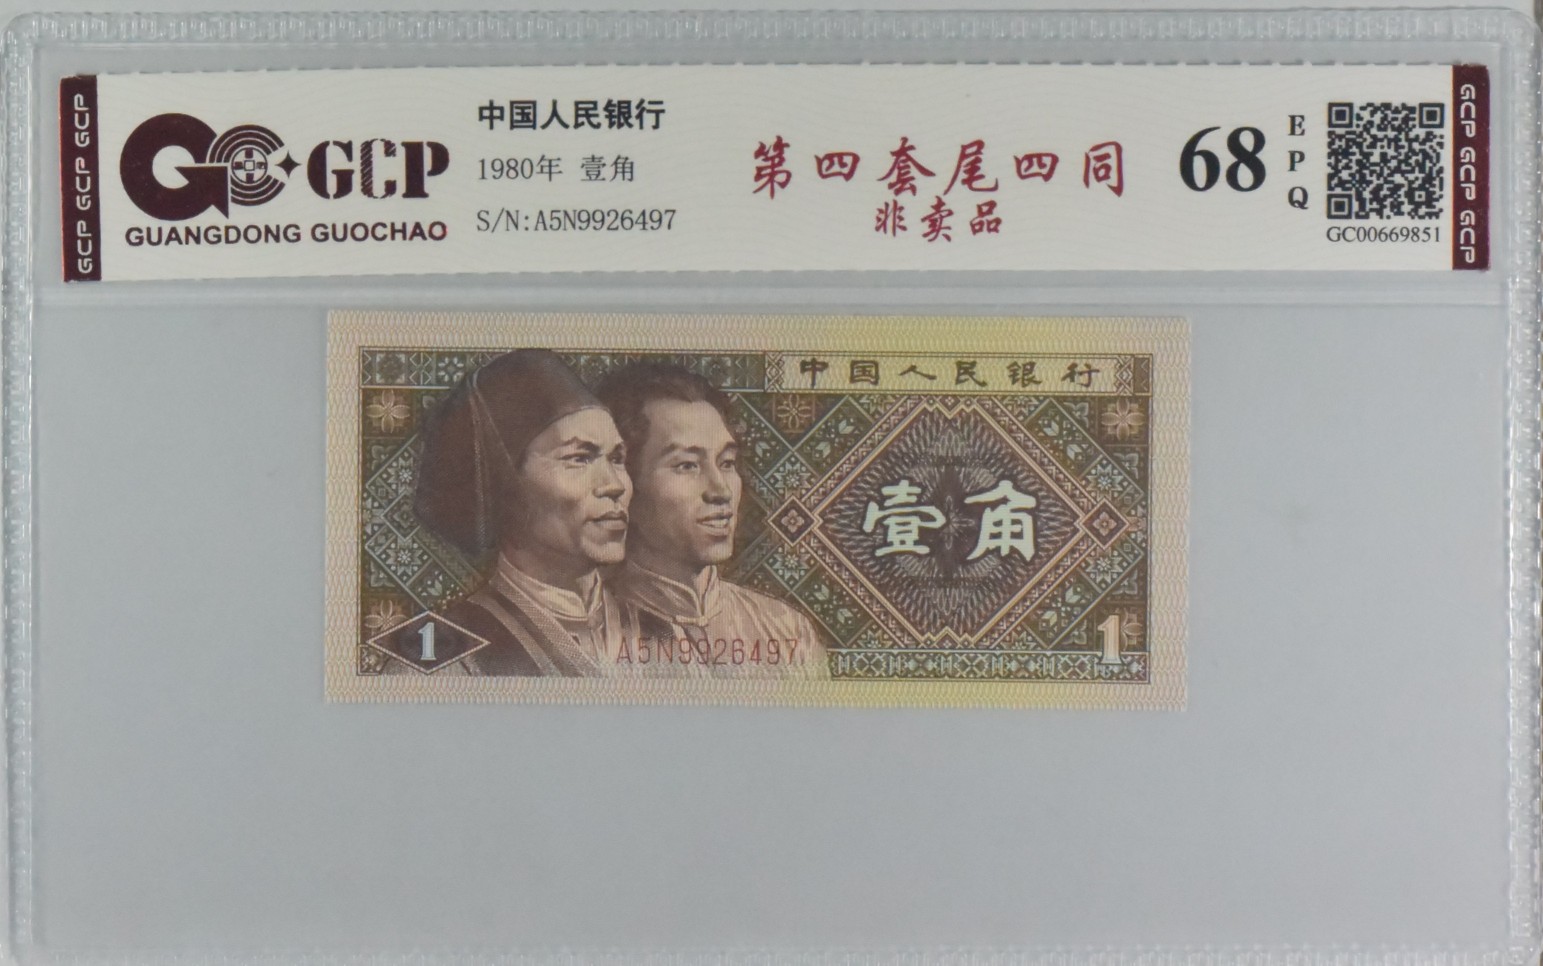 GCP GCP GCP
GCP
GUANGDONG GUOCHAO
中国人民银行
1980年 壹角
S/N:A5N9926497
第四套尾四同
非卖品
68
EPQ
GC00669851
GCP GCP GCP
中国人民银行
壹角
1
A5N9926497
1